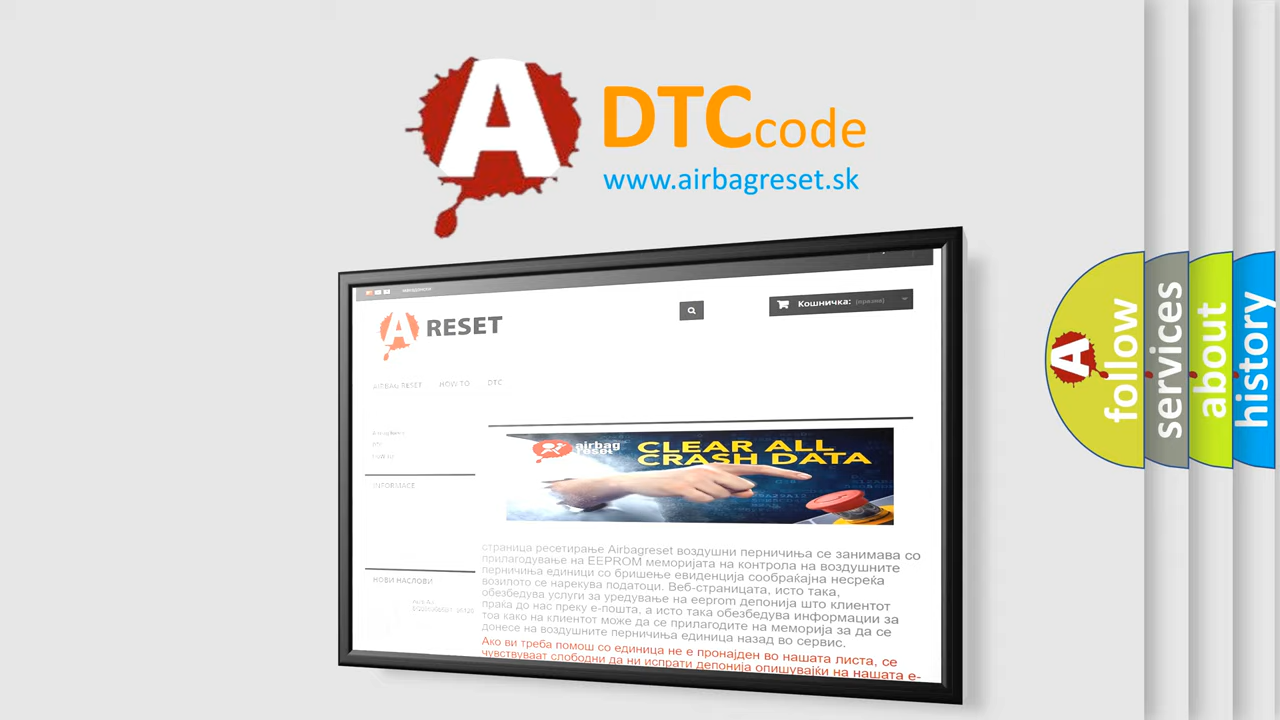 A
DTCcode
www.airbagreset.sk
Кошничка: (празна)
A RESET
AIRBAG RESET HOW TO DTC
airbag
reset
CLEAR ALL
CRASH DATA
INFORMACE
НОВИ НАСЛОВИ
страница ресетирање Airbagreset воздушни перничиња се занимава со
прилагодување на EEPROM меморијата на контрола на воздушните
перничиња единици со бришење евиденција сообраќајна несреќа
возилото се нарекува податоци. Веб-страницата, исто така,
обезбедува услуги за уредување на eeprom депонија што клиентот
праќа до нас преку е-пошта, а исто така обезбедува информации за
тоа како на клиентот може да се прилагодите на меморија за да се
донесе на воздушните перничиња единица назад во сервис.
Ако ви треба помош со единица не е пронајден во нашата листа, се
чувствуваат слободни да ни испрати депонија опишувајќи на нашата е-
A
follow
services
about
history